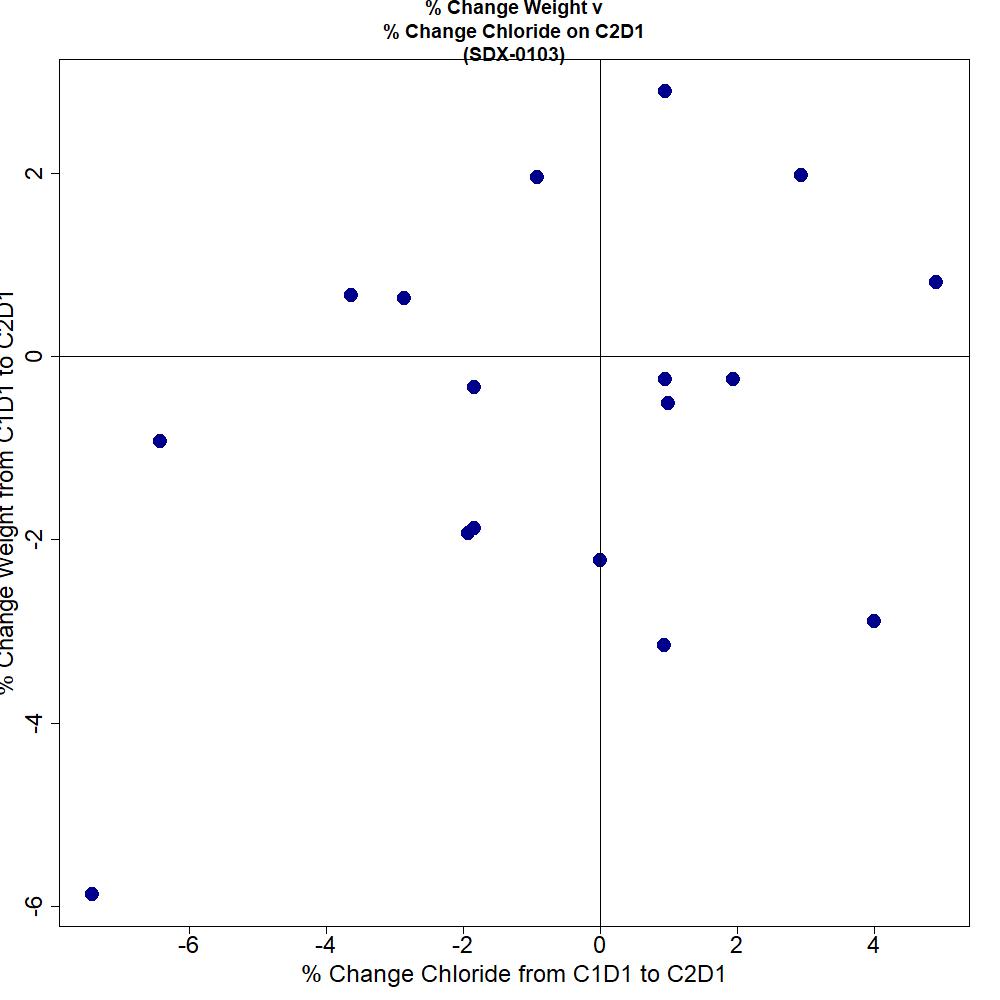 % Change Weight v
% Change Chloride on C2D1
(SDX-0103)
% Change Weight from C1D1 to C2D1
2
0
-2
-4
-6
-6
-4
-2
0
2
4
% Change Chloride from C1D1 to C2D1